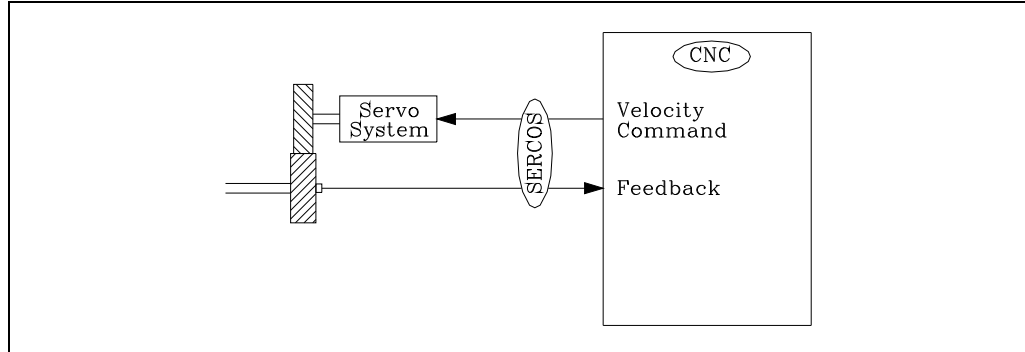 CNC
Servo
System
Velocity
Command
SERCOS
Feedback